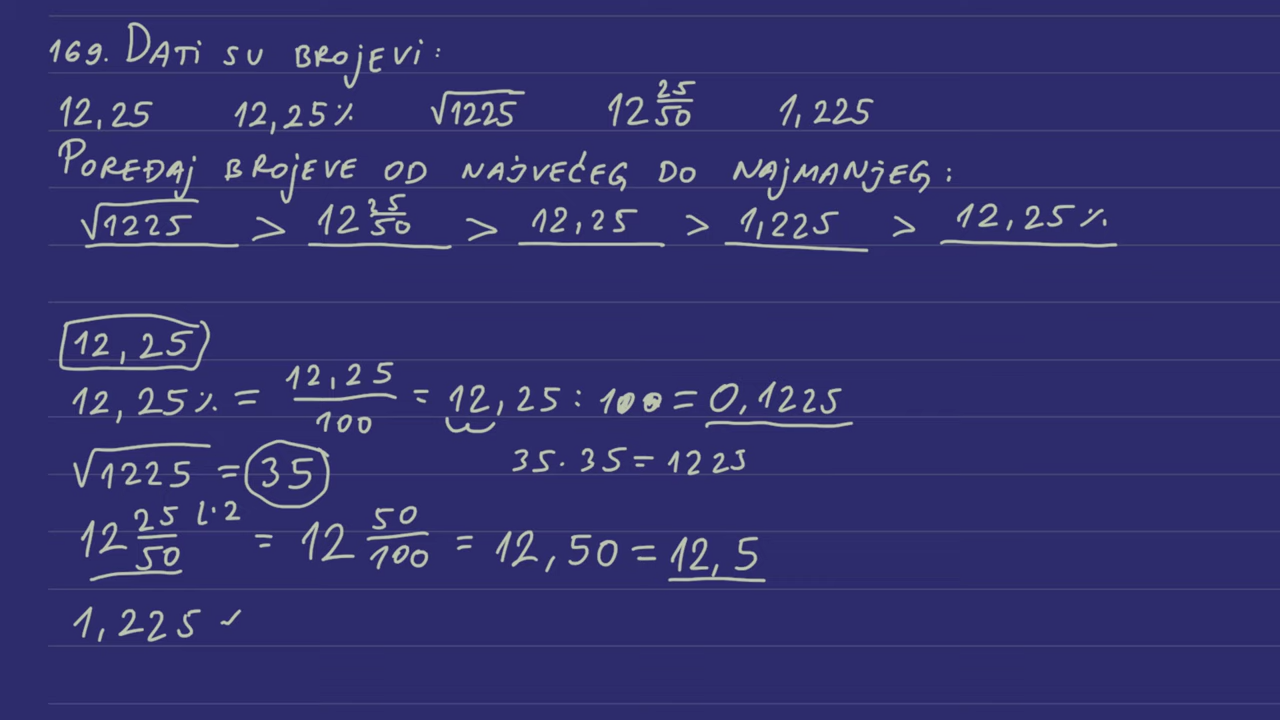 169. DATI SU BROJEVI:
12,25 12,25% √1225 12 25/50 1,225
POREĐAJ BROJEVE OD NAJVEĆEG DO NAJMANJEG:
√1225 > 12 25/50 > 12,25 > 1,225 > 12,25%
12,25
12,25% = 12,25/100 = 12,25 : 100 = 0,1225
√1225 = 35 35·35=1225
12 25/50 l·2 = 12 50/100 = 12,50 = 12,5
1,225 ✓